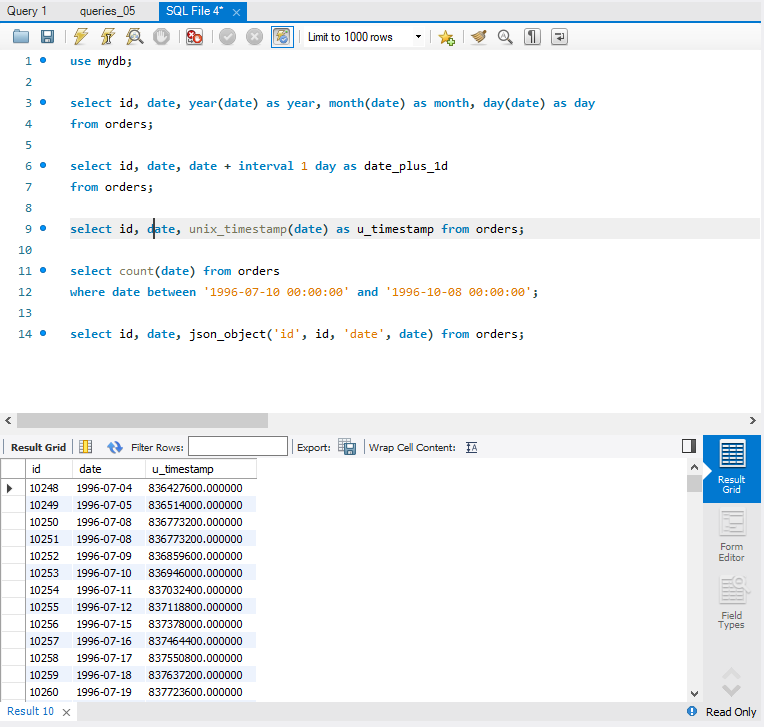 Query 1 queries_05 SQL File 4*
Limit to 1000 rows
1 use mydb;
2
3 select id, date, year(date) as year, month(date) as month, day(date) as day
4 from orders;
5
6 select id, date, date + interval 1 day as date_plus_1d
7 from orders;
8
9 select id, date, unix_timestamp(date) as u_timestamp from orders;
10
11 select count(date) from orders
12 where date between '1996-07-10 00:00:00' and '1996-10-08 00:00:00';
13
14 select id, date, json_object('id', id, 'date', date) from orders;
Result Grid Filter Rows: Export: Wrap Cell Content:
id date u_timestamp
10248 1996-07-04 836427600.000000
10249 1996-07-05 836514000.000000
10250 1996-07-08 836773200.000000
10251 1996-07-08 836773200.000000
10252 1996-07-09 836859600.000000
10253 1996-07-10 836946000.000000
10254 1996-07-11 837032400.000000
10255 1996-07-12 837118800.000000
10256 1996-07-15 837378000.000000
10257 1996-07-16 837464400.000000
10258 1996-07-17 837550800.000000
10259 1996-07-18 837637200.000000
10260 1996-07-19 837723600.000000
Result
Grid
Form
Editor
Field
Types
Result 10 Read Only